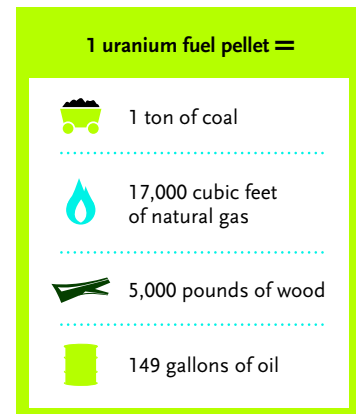 1 uranium fuel pellet =
1 ton of coal
17,000 cubic feet
of natural gas
5,000 pounds of wood
149 gallons of oil